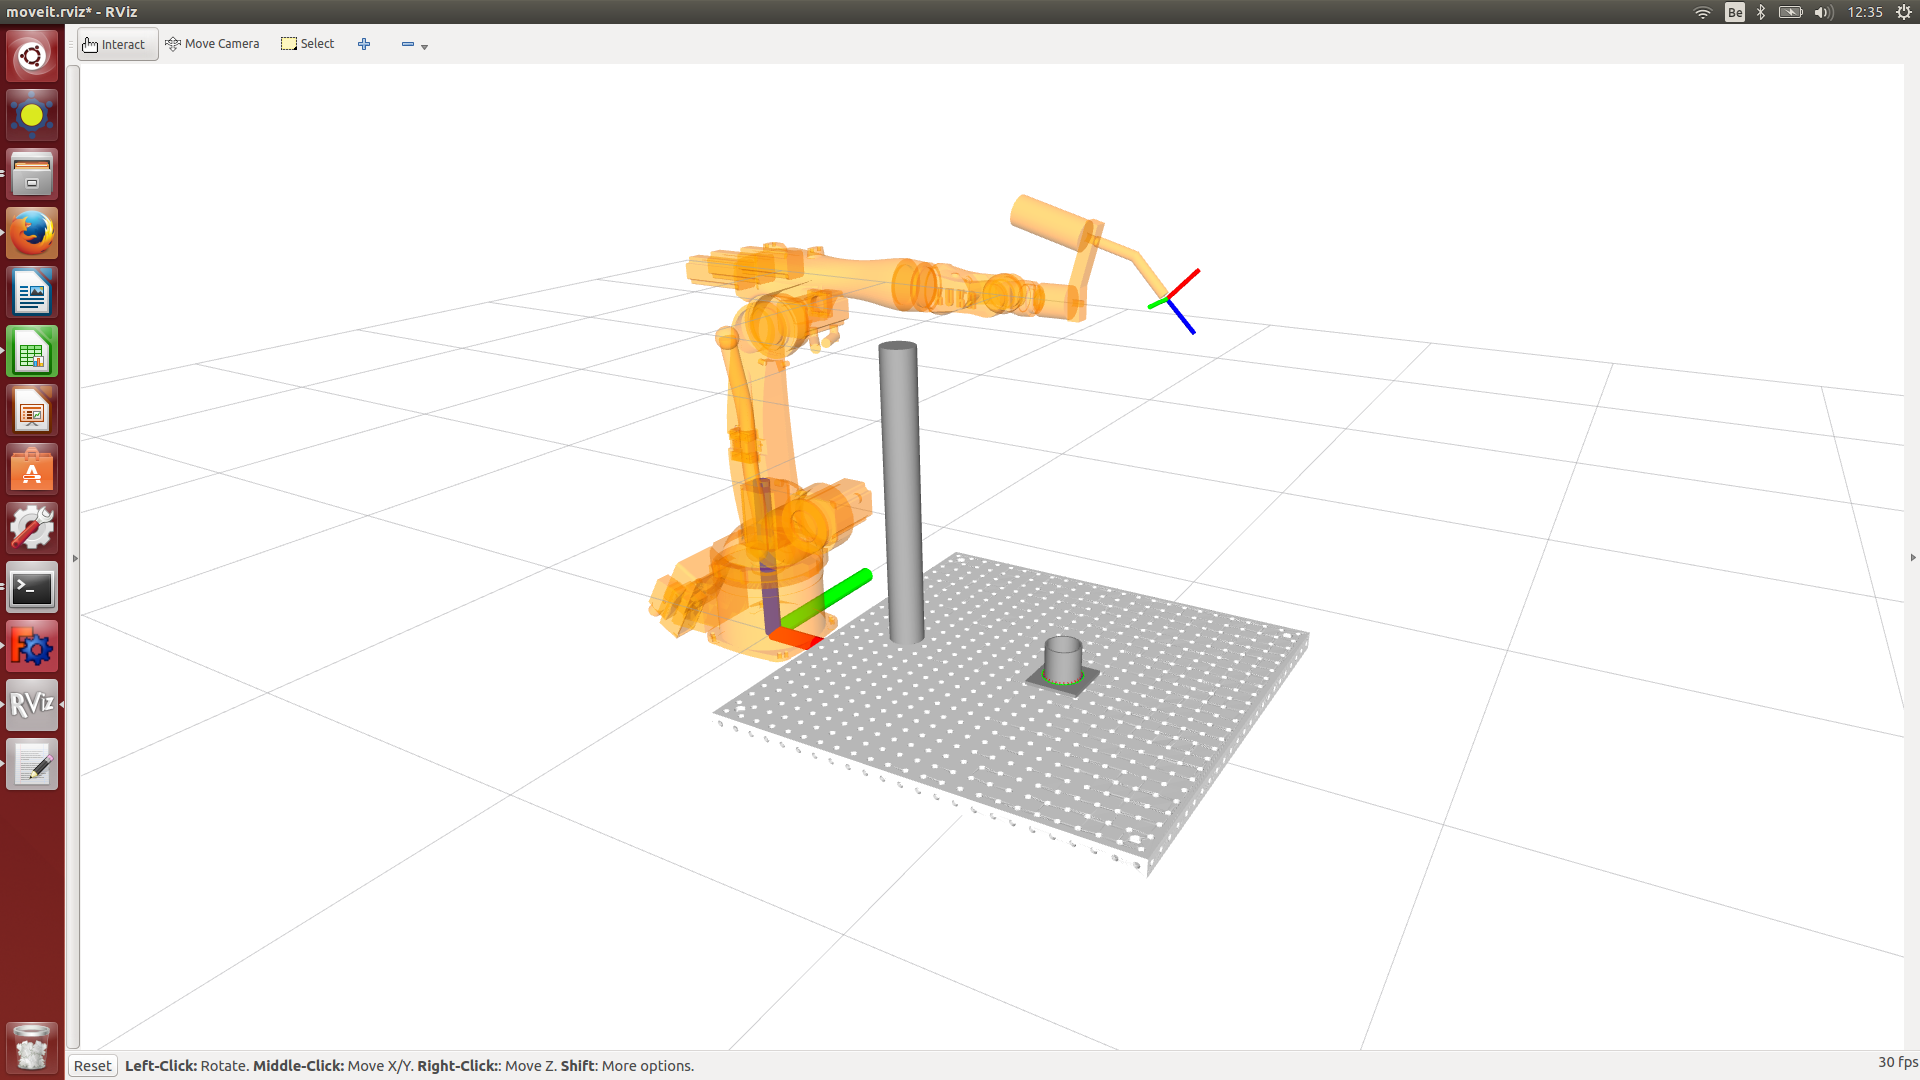 moveit.rviz* - RViz
Be
12:35
Interact
Move Camera
Select
RViz
Reset
Left-Click: Rotate. Middle-Click: Move X/Y. Right-Click:: Move Z. Shift: More options.
30 fps